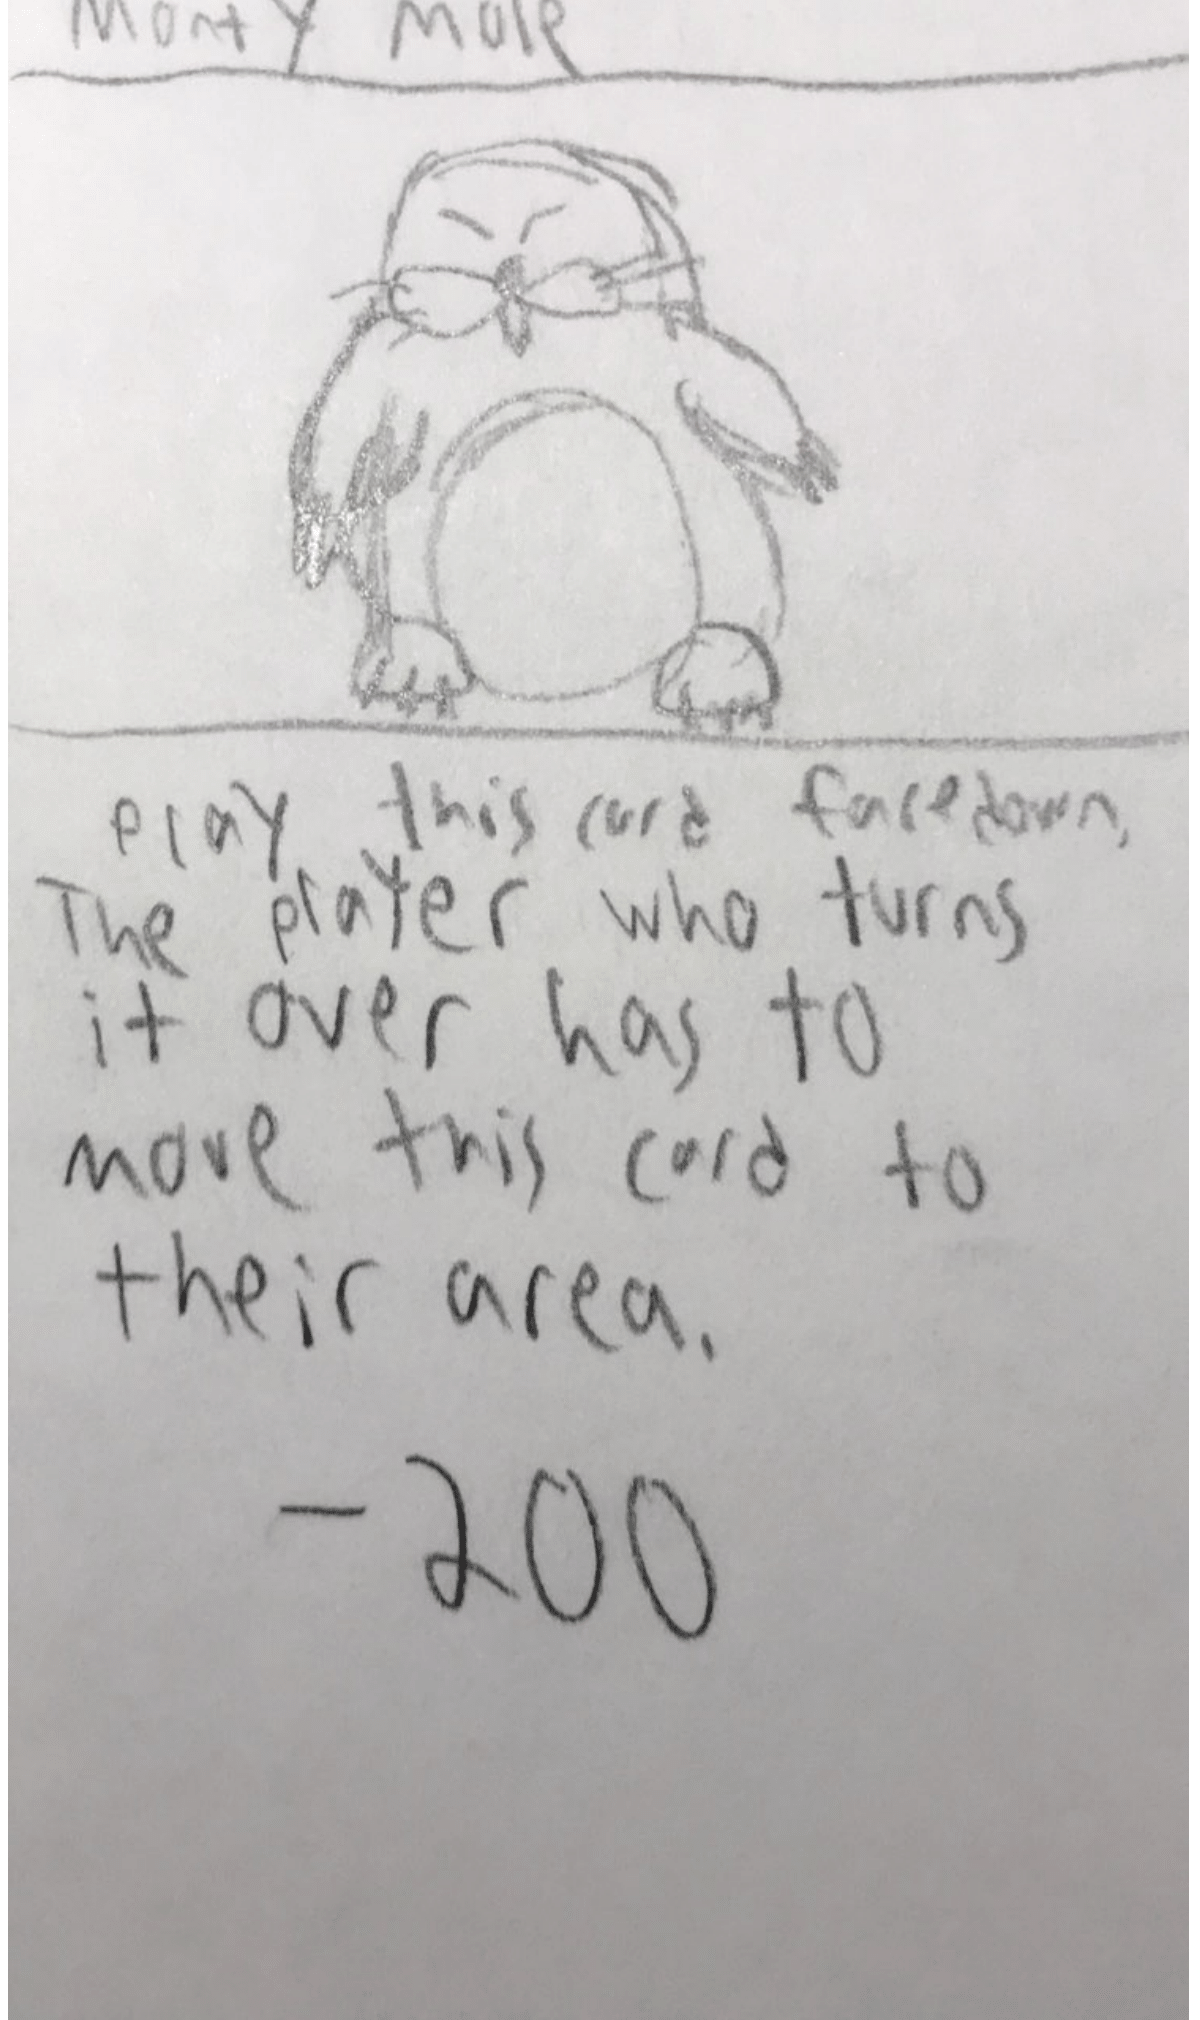 Monty Mole
Play this card facedown,
The player who turns
it over has to
move this card to
their area.
-200